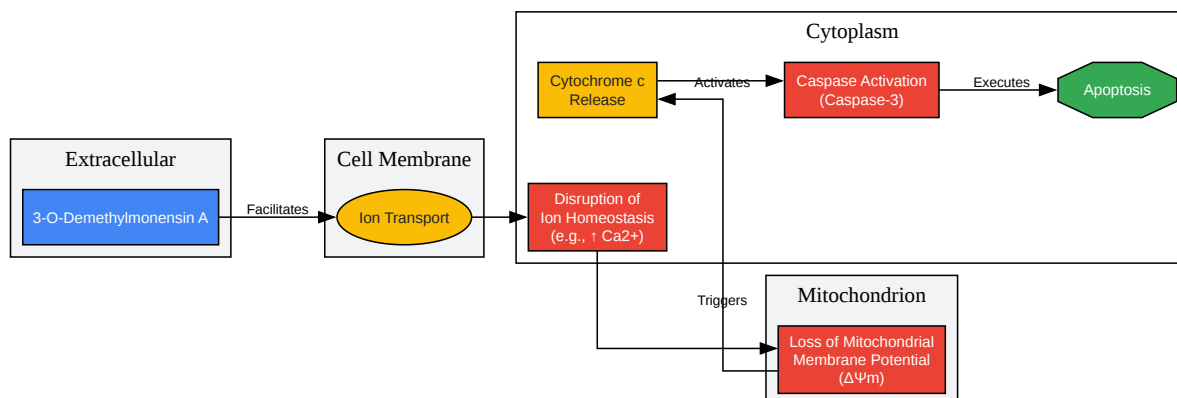 Cytoplasm
Cytochrome c
Release
Activates
Caspase Activation
(Caspase-3)
Executes
Apoptosis
Extracellular
3-O-Demethylmonensin A
Facilitates
Cell Membrane
Ion Transport
Disruption of
Ion Homeostasis
(e.g., ↑ Ca2+)
Triggers
Mitochondrion
Loss of Mitochondrial
Membrane Potential
(ΔΨm)